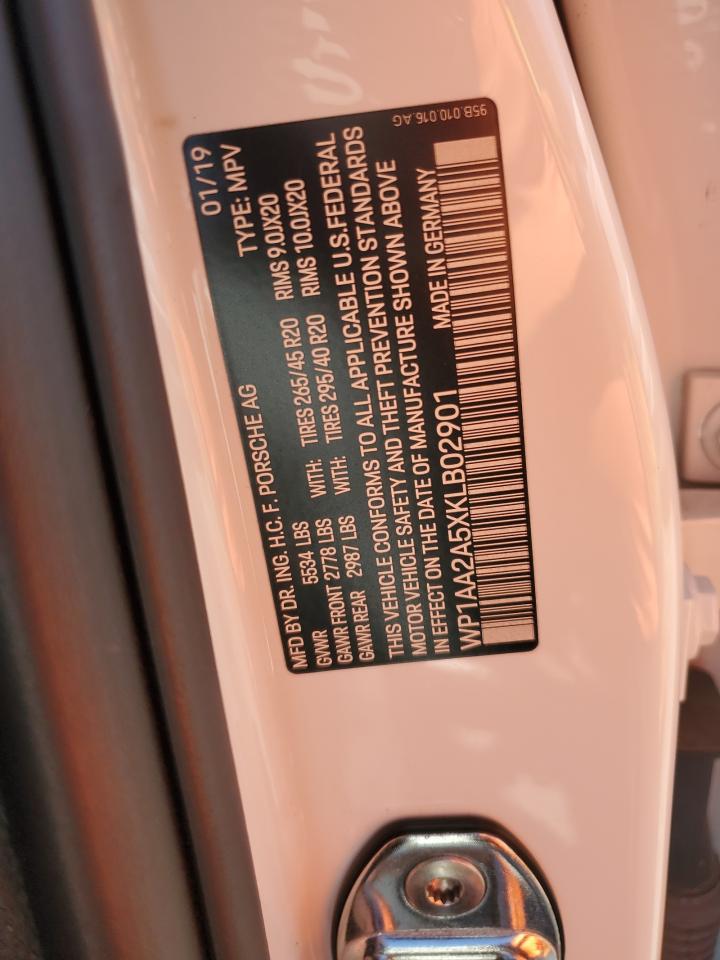 01/19
MFD BY DR. ING. H.C. F. PORSCHE AG TYPE: MPV
GVWR 5534 LBS WITH: TIRES 265/45 R20 RIMS 9.0JX20
GAWR FRONT 2778 LBS WITH: TIRES 295/40 R20 RIMS 10.0JX20
GAWR REAR 2987 LBS
THIS VEHICLE CONFORMS TO ALL APPLICABLE U.S. FEDERAL
MOTOR VEHICLE SAFETY AND THEFT PREVENTION STANDARDS
IN EFFECT ON THE DATE OF MANUFACTURE SHOWN ABOVE
WP1AA2A5XKLB02901 MADE IN GERMANY
95B.010.016.AG